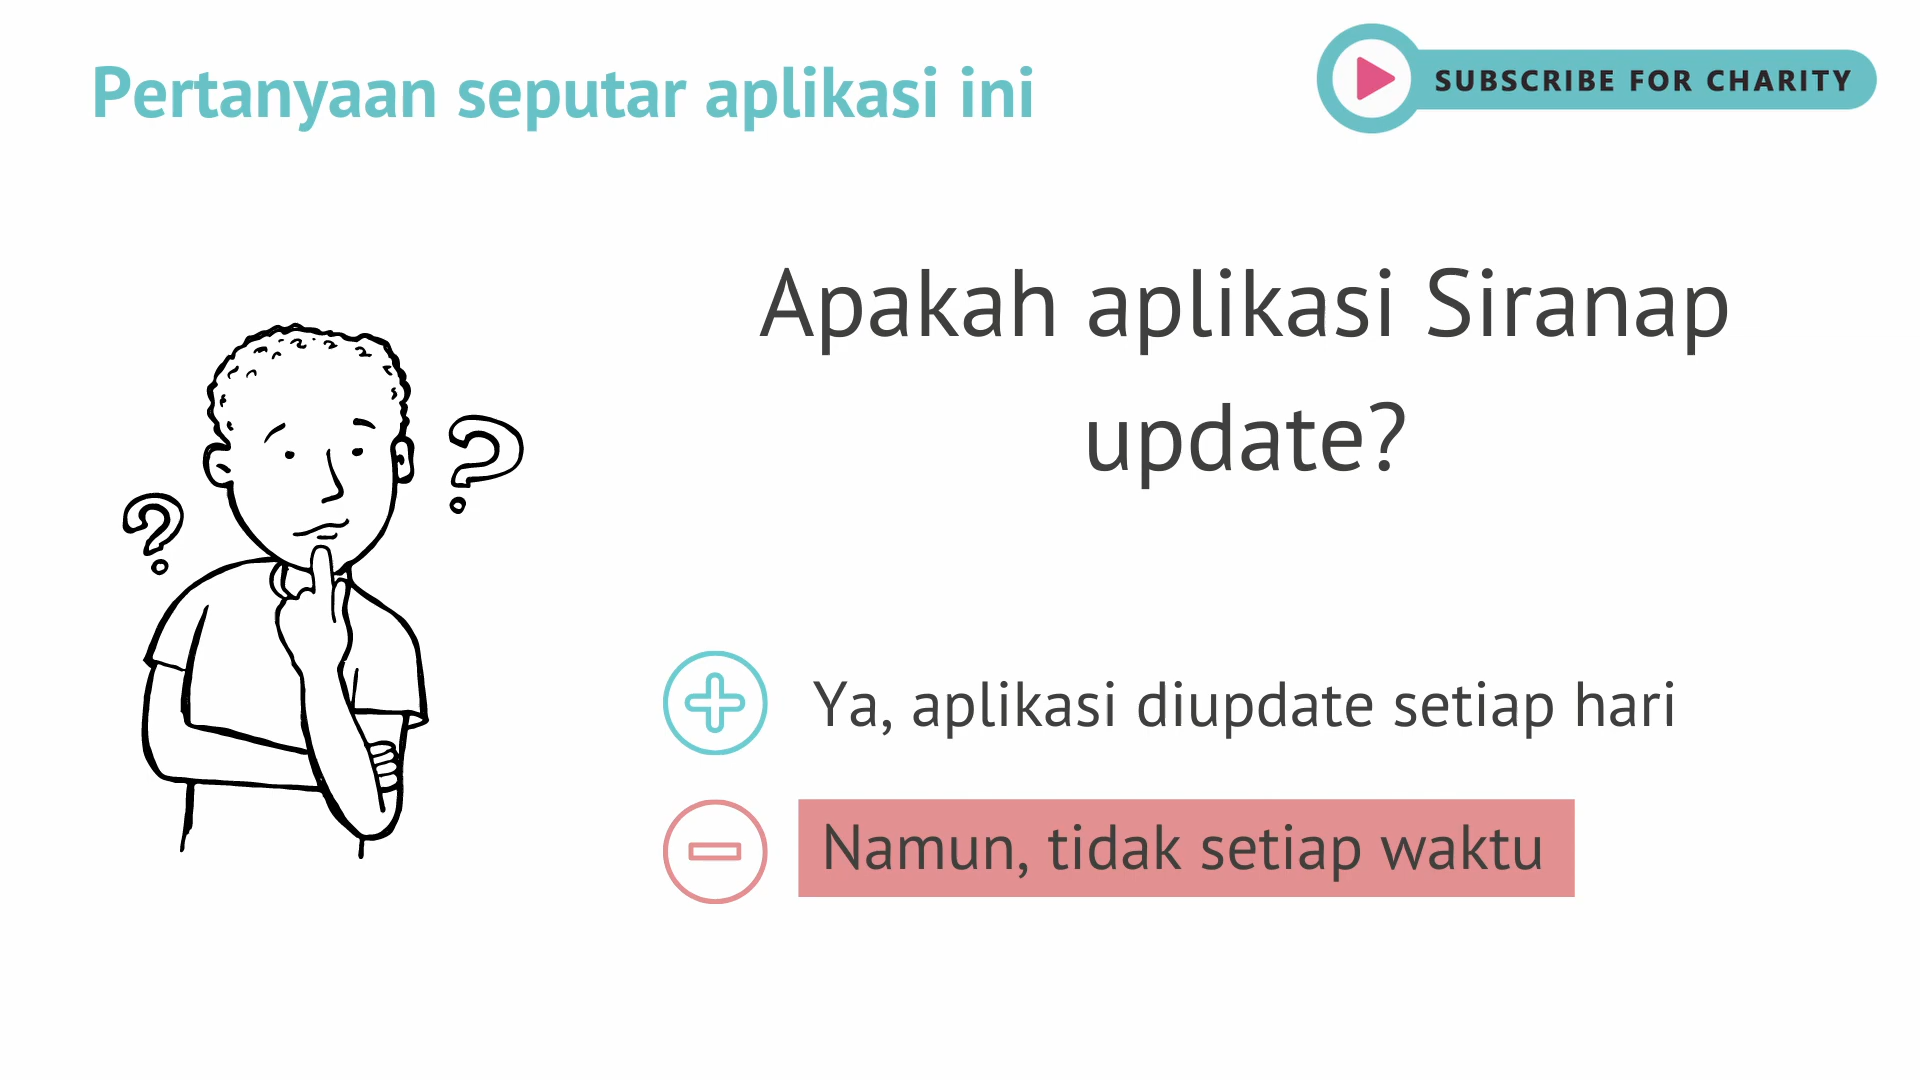 Pertanyaan seputar aplikasi ini
SUBSCRIBE FOR CHARITY
Apakah aplikasi Siranap
update?
Ya, aplikasi diupdate setiap hari
Namun, tidak setiap waktu